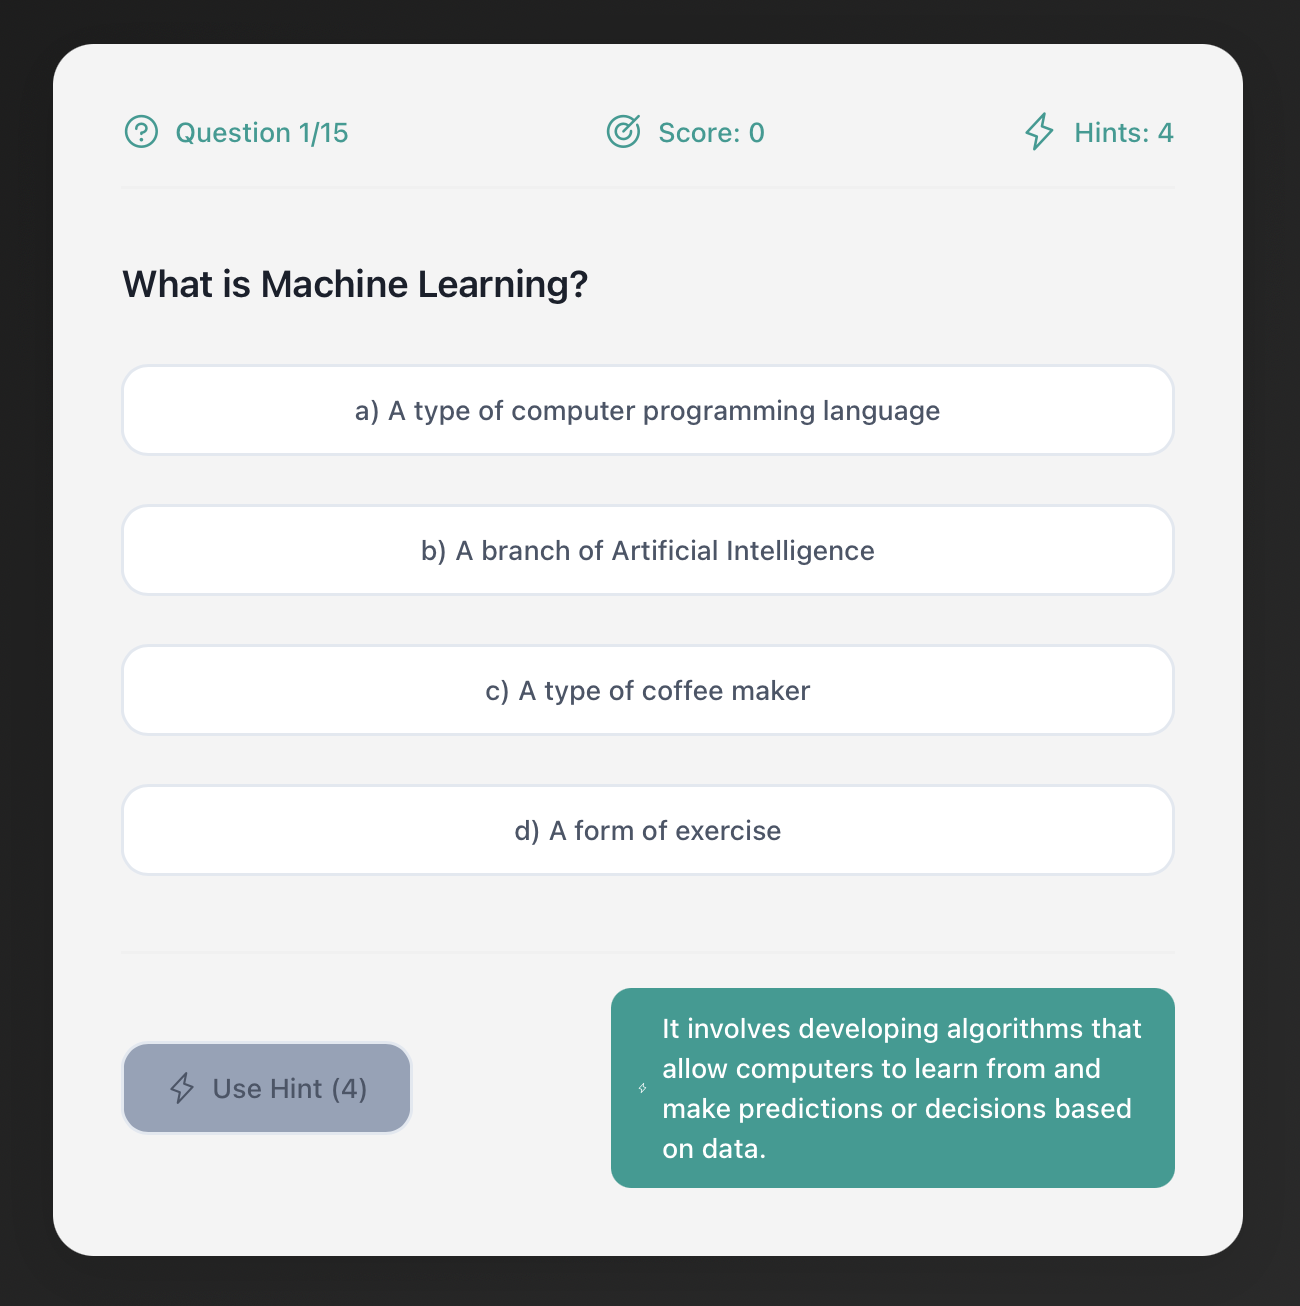 Question 1/15
Score: 0
Hints: 4
What is Machine Learning?
a) A type of computer programming language
b) A branch of Artificial Intelligence
c) A type of coffee maker
d) A form of exercise
Use Hint (4)
It involves developing algorithms that
allow computers to learn from and
make predictions or decisions based
on data.